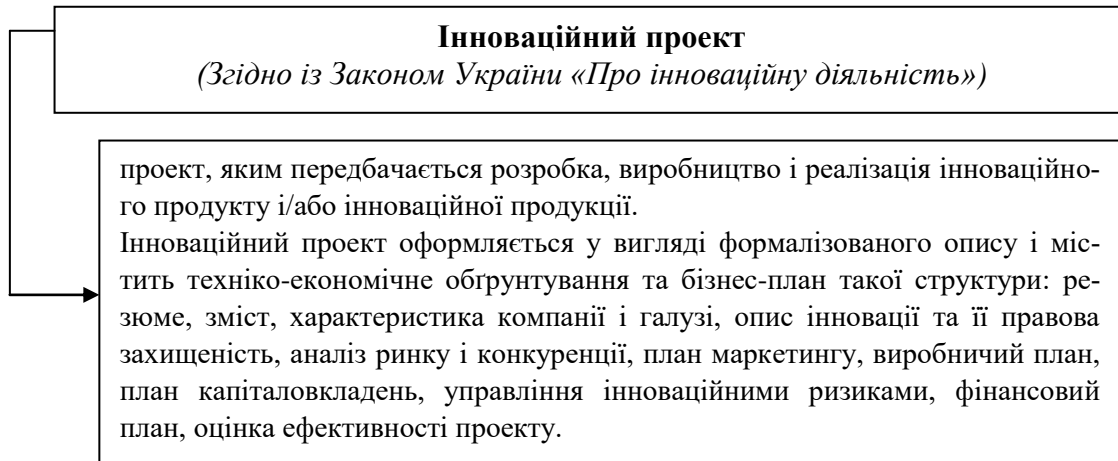 Інноваційний проект
(Згідно із Законом України «Про інноваційну діяльність»)
проект, яким передбачається розробка, виробництво і реалізація інноваційно-
го продукту і/або інноваційної продукції.
Інноваційний проект оформляється у вигляді формалізованого опису і міс-
тить техніко-економічне обґрунтування та бізнес-план такої структури: ре-
зюме, зміст, характеристика компанії і галузі, опис інновації та її правова
захищеність, аналіз ринку і конкуренції, план маркетингу, виробничий план,
план капіталовкладень, управління інноваційними ризиками, фінансовий
план, оцінка ефективності проекту.